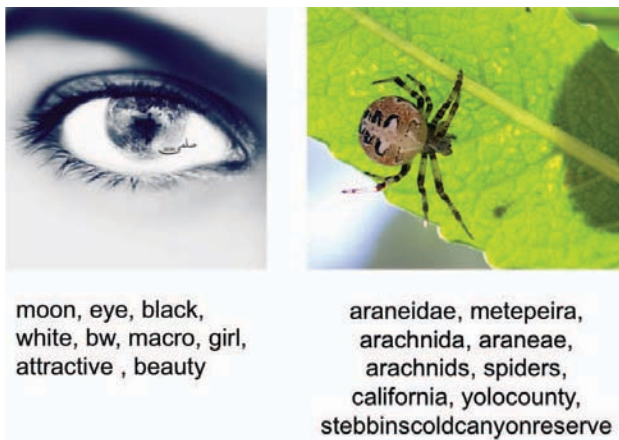 moon, eye, black,
white, bw, macro, girl,
attractive , beauty
araneidae, metepeira,
arachnida, araneae,
arachnids, spiders,
california, yolocounty,
stebbinscoldcanyonreserve